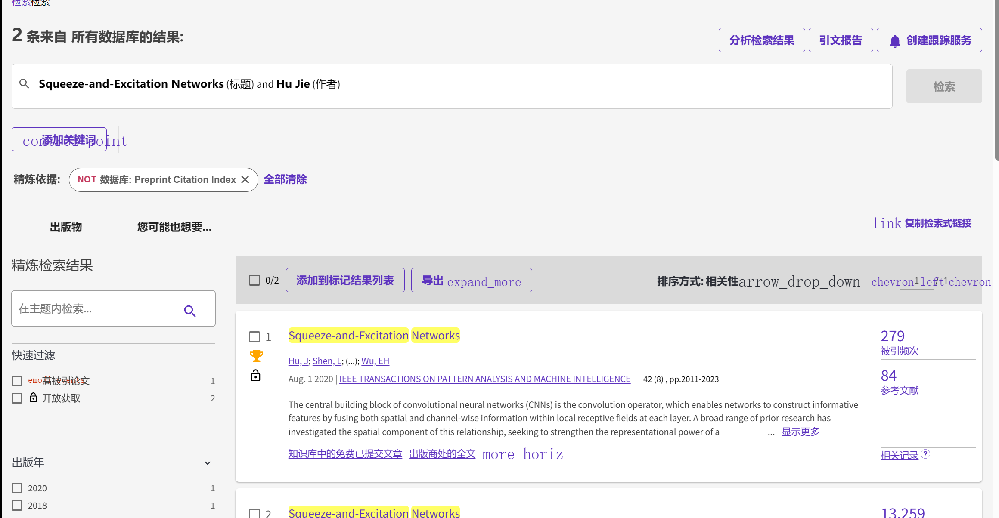 检索检索
2 条来自 所有数据库的结果:
分析检索结果
引文报告
创建跟踪服务
Squeeze-and-Excitation Networks (标题) and Hu Jie (作者)
检索
control_point
添加关键词
精炼依据: NOT 数据库: Preprint Citation Index 全部清除
出版物 您可能也想要...
link 复制检索式链接
精炼检索结果
在主题内检索...
快速过滤
高被引论文 1
开放获取 2
出版年
2020 1
2018 1
0/2 添加到标记结果列表 导出 expand_more 排序方式: 相关性arrow_drop_down chevron_left 1 / 1 chevron_
1 Squeeze-and-Excitation Networks
Hu, J; Shen, L; (...); Wu, EH
Aug. 1 2020 | IEEE TRANSACTIONS ON PATTERN ANALYSIS AND MACHINE INTELLIGENCE 42 (8) , pp.2011-2023
The central building block of convolutional neural networks (CNNs) is the convolution operator, which enables networks to construct informative
features by fusing both spatial and channel-wise information within local receptive fields at each layer. A broad range of prior research has
investigated the spatial component of this relationship, seeking to strengthen the representational power of a ... 显示更多
知识库中的免费已提交文章 出版商处的全文 more_horiz
279
被引频次
84
参考文献
相关记录 ?
2 Squeeze-and-Excitation Networks
13,259